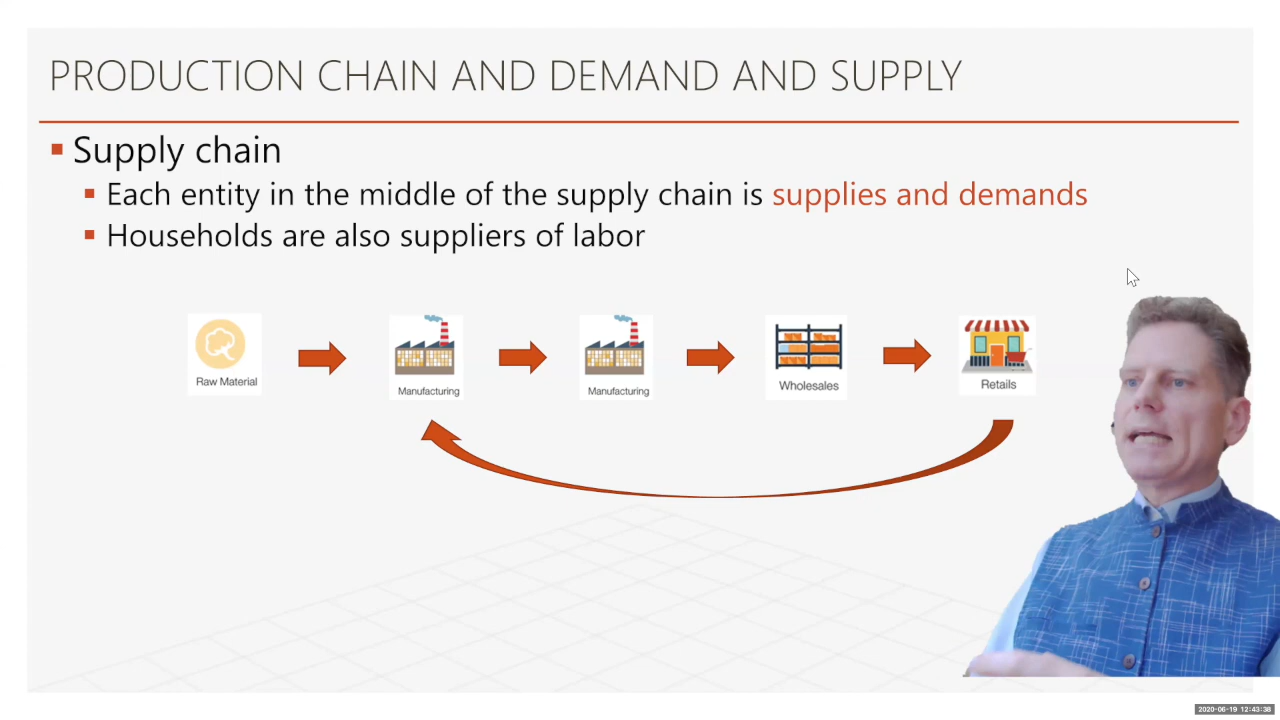 PRODUCTION CHAIN AND DEMAND AND SUPPLY
Supply chain
Each entity in the middle of the supply chain is supplies and demands
Households are also suppliers of labor
Raw Material
Manufacturing
Manufacturing
Wholesales
Retails
2020-06-19 12:43:38